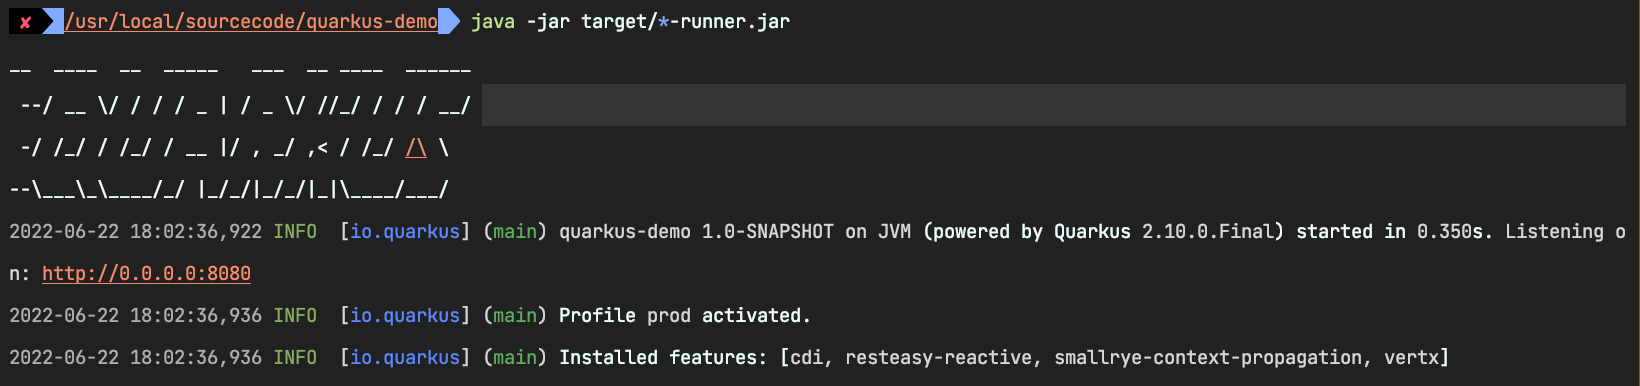 ✘ /usr/local/sourcecode/quarkus-demo java -jar target/*-runner.jar
__  ____  __  _____   ___  __ ____  ______
 --/ __ \/ / / / _ | / _ \/ //_/ / / / __/
 -/ /_/ / /_/ / __ |/ , _/ ,< / /_/ /\ \
--\___\_\____/_/ |_/_/|_/_/|_|\____/___/
2022-06-22 18:02:36,922 INFO  [io.quarkus] (main) quarkus-demo 1.0-SNAPSHOT on JVM (powered by Quarkus 2.10.0.Final) started in 0.350s. Listening o
n: http://0.0.0.0:8080
2022-06-22 18:02:36,936 INFO  [io.quarkus] (main) Profile prod activated.
2022-06-22 18:02:36,936 INFO  [io.quarkus] (main) Installed features: [cdi, resteasy-reactive, smallrye-context-propagation, vertx]